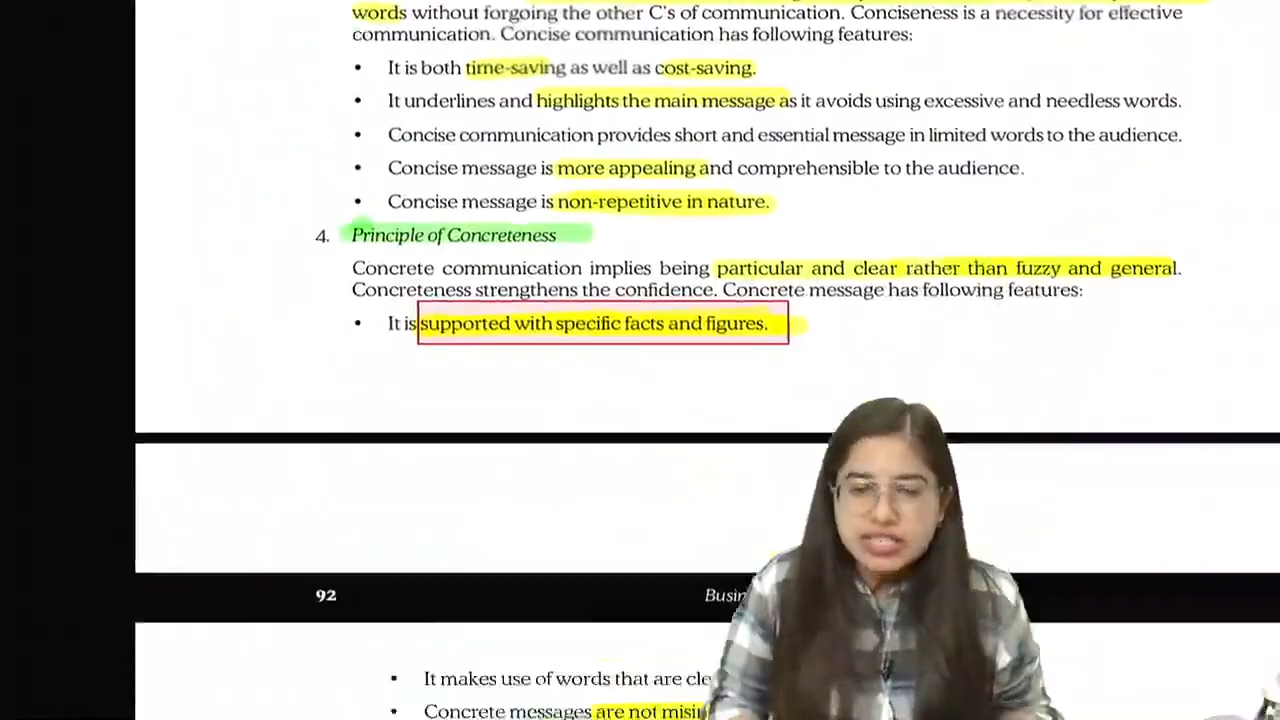 words without forgoing the other C's of communication. Conciseness is a necessity for effective
communication. Concise communication has following features:
• It is both time-saving as well as cost-saving.
• It underlines and highlights the main message as it avoids using excessive and needless words.
• Concise communication provides short and essential message in limited words to the audience.
• Concise message is more appealing and comprehensible to the audience.
• Concise message is non-repetitive in nature.
4. Principle of Concreteness
Concrete communication implies being particular and clear rather than fuzzy and general.
Concreteness strengthens the confidence. Concrete message has following features:
• It is supported with specific facts and figures.
92
• It makes use of words that are
• Concrete messages are not